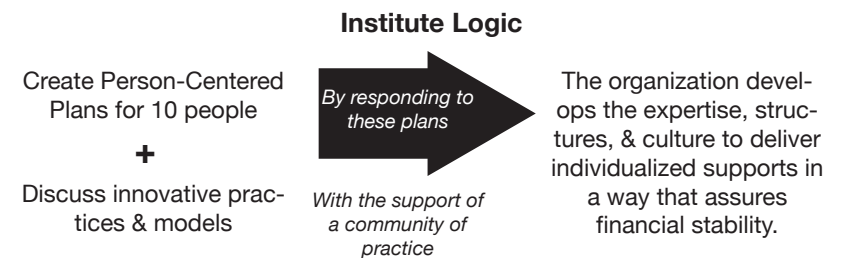 Institute Logic
Create Person-Centered
Plans for 10 people
+
Discuss innovative prac-
tices & models
By responding to
these plans
With the support of
a community of
practice
The organization devel-
ops the expertise, struc-
tures, & culture to deliver
individualized supports in
a way that assures
financial stability.